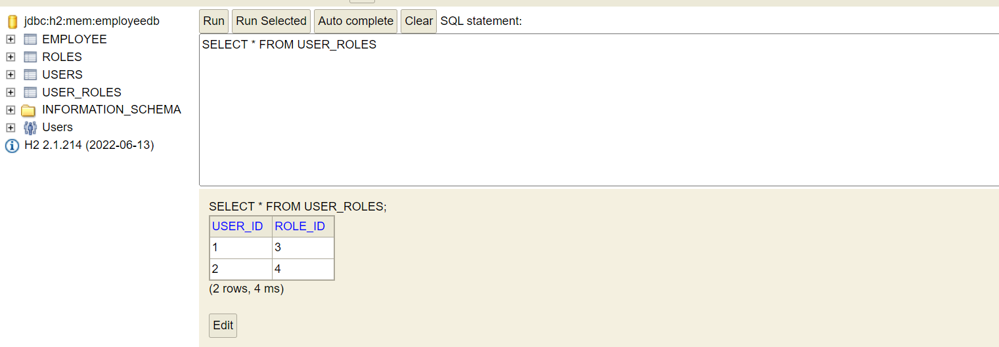 jdbc:h2:mem:employeedb
EMPLOYEE
ROLES
USERS
USER_ROLES
INFORMATION_SCHEMA
Users
H2 2.1.214 (2022-06-13)
Run Run Selected Auto complete Clear SQL statement:
SELECT * FROM USER_ROLES
SELECT * FROM USER_ROLES;
USER_ID ROLE_ID
1 3
2 4
(2 rows, 4 ms)
Edit